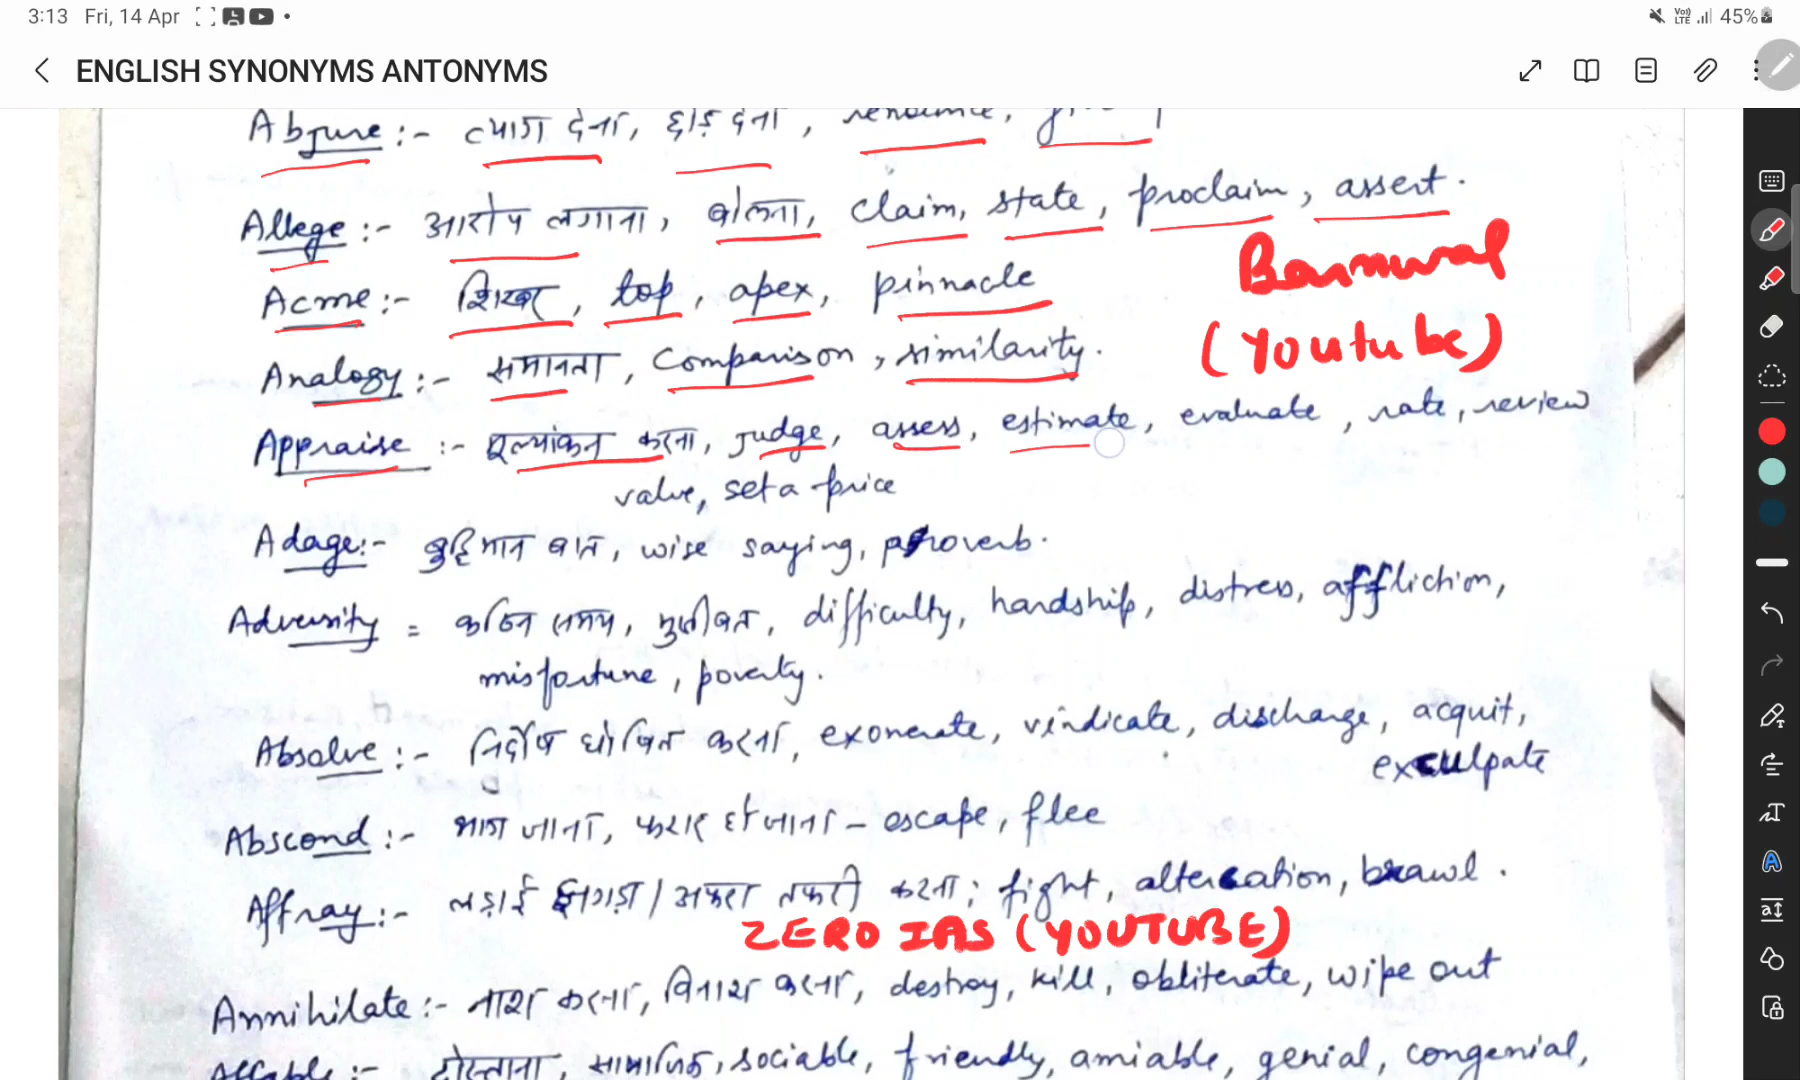 3:13 Fri, 14 Apr
45%
ENGLISH SYNONYMS ANTONYMS
Abjure :- त्याग देना, छोड़ देना,
Allege :- आरोप लगाना, बोलना, claim, state, proclaim, assert.
Acme :- शिखर, top, apex, pinnacle
Analogy :- समानता, comparison, similarity.
(Youtube)
Appraise :- मूल्यांकन करना, judge, assess, estimate, evaluate, rate, review
value, set a price
Adage :- बुद्धिमान बात, wise saying, proverb.
Adversity = कठिन समय, मुसीबत, difficulty, hardship, distress, affliction,
misfortune, poverty.
Absolve :- निर्दोष घोषित करना, exonerate, vindicate, discharge, acquit,
exculpate
Abscond :- भाग जाना, फरार हो जाना - escape, flee
Affray :- लड़ाई झगड़ा / अफरा तफरी करना; fight, altercation, brawl.
ZERO IAS (YOUTUBE)
Annihilate :- नाश करना, विनाश करना, destroy, kill, obliterate, wipe out
Affable :- दोस्ताना, सामाजिक, sociable, friendly, amiable, genial, congenial,